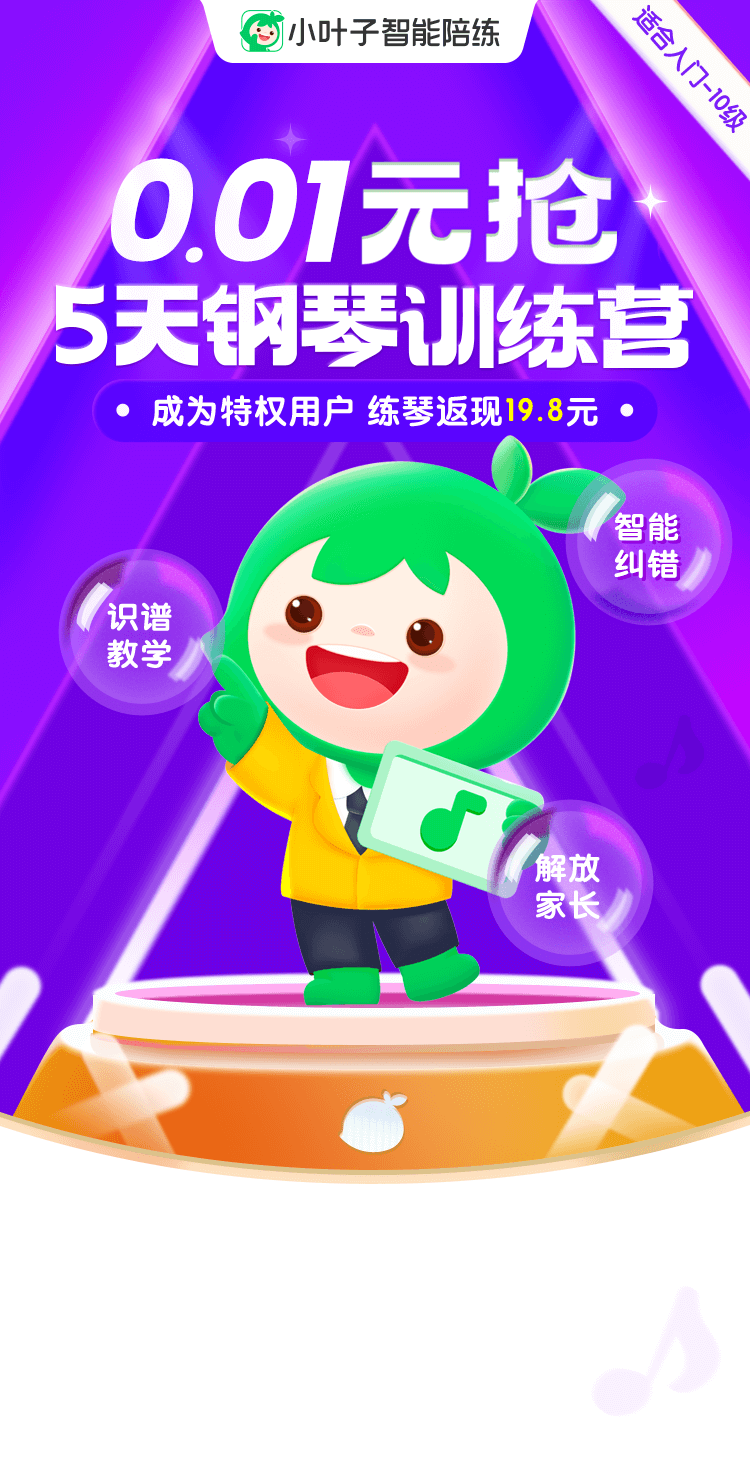 小叶子智能陪练
适合入门-10级
0.01元抢
5天钢琴训练营
• 成为特权用户 练琴返现19.8元 •
智能
纠错
识谱
教学
解放
家长